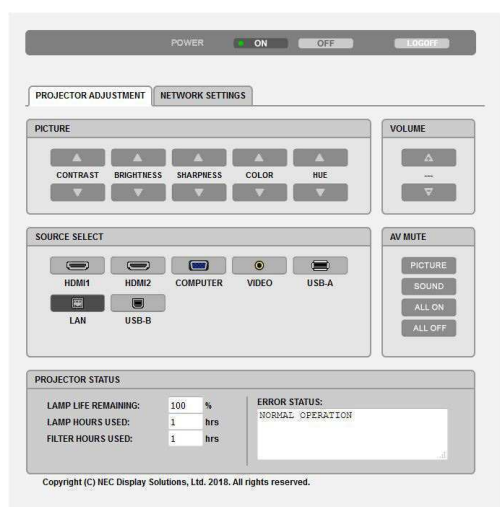 POWER ON OFF LOGOFF
PROJECTOR ADJUSTMENT NETWORK SETTINGS
PICTURE
CONTRAST BRIGHTNESS SHARPNESS COLOR HUE
VOLUME
---
SOURCE SELECT
HDMI1 HDMI2 COMPUTER VIDEO USB-A
LAN USB-B
AV MUTE
PICTURE
SOUND
ALL ON
ALL OFF
PROJECTOR STATUS
LAMP LIFE REMAINING: 100 %
LAMP HOURS USED: 1 hrs
FILTER HOURS USED: 1 hrs
ERROR STATUS:
NORMAL OPERATION
Copyright (C) NEC Display Solutions, Ltd. 2018. All rights reserved.